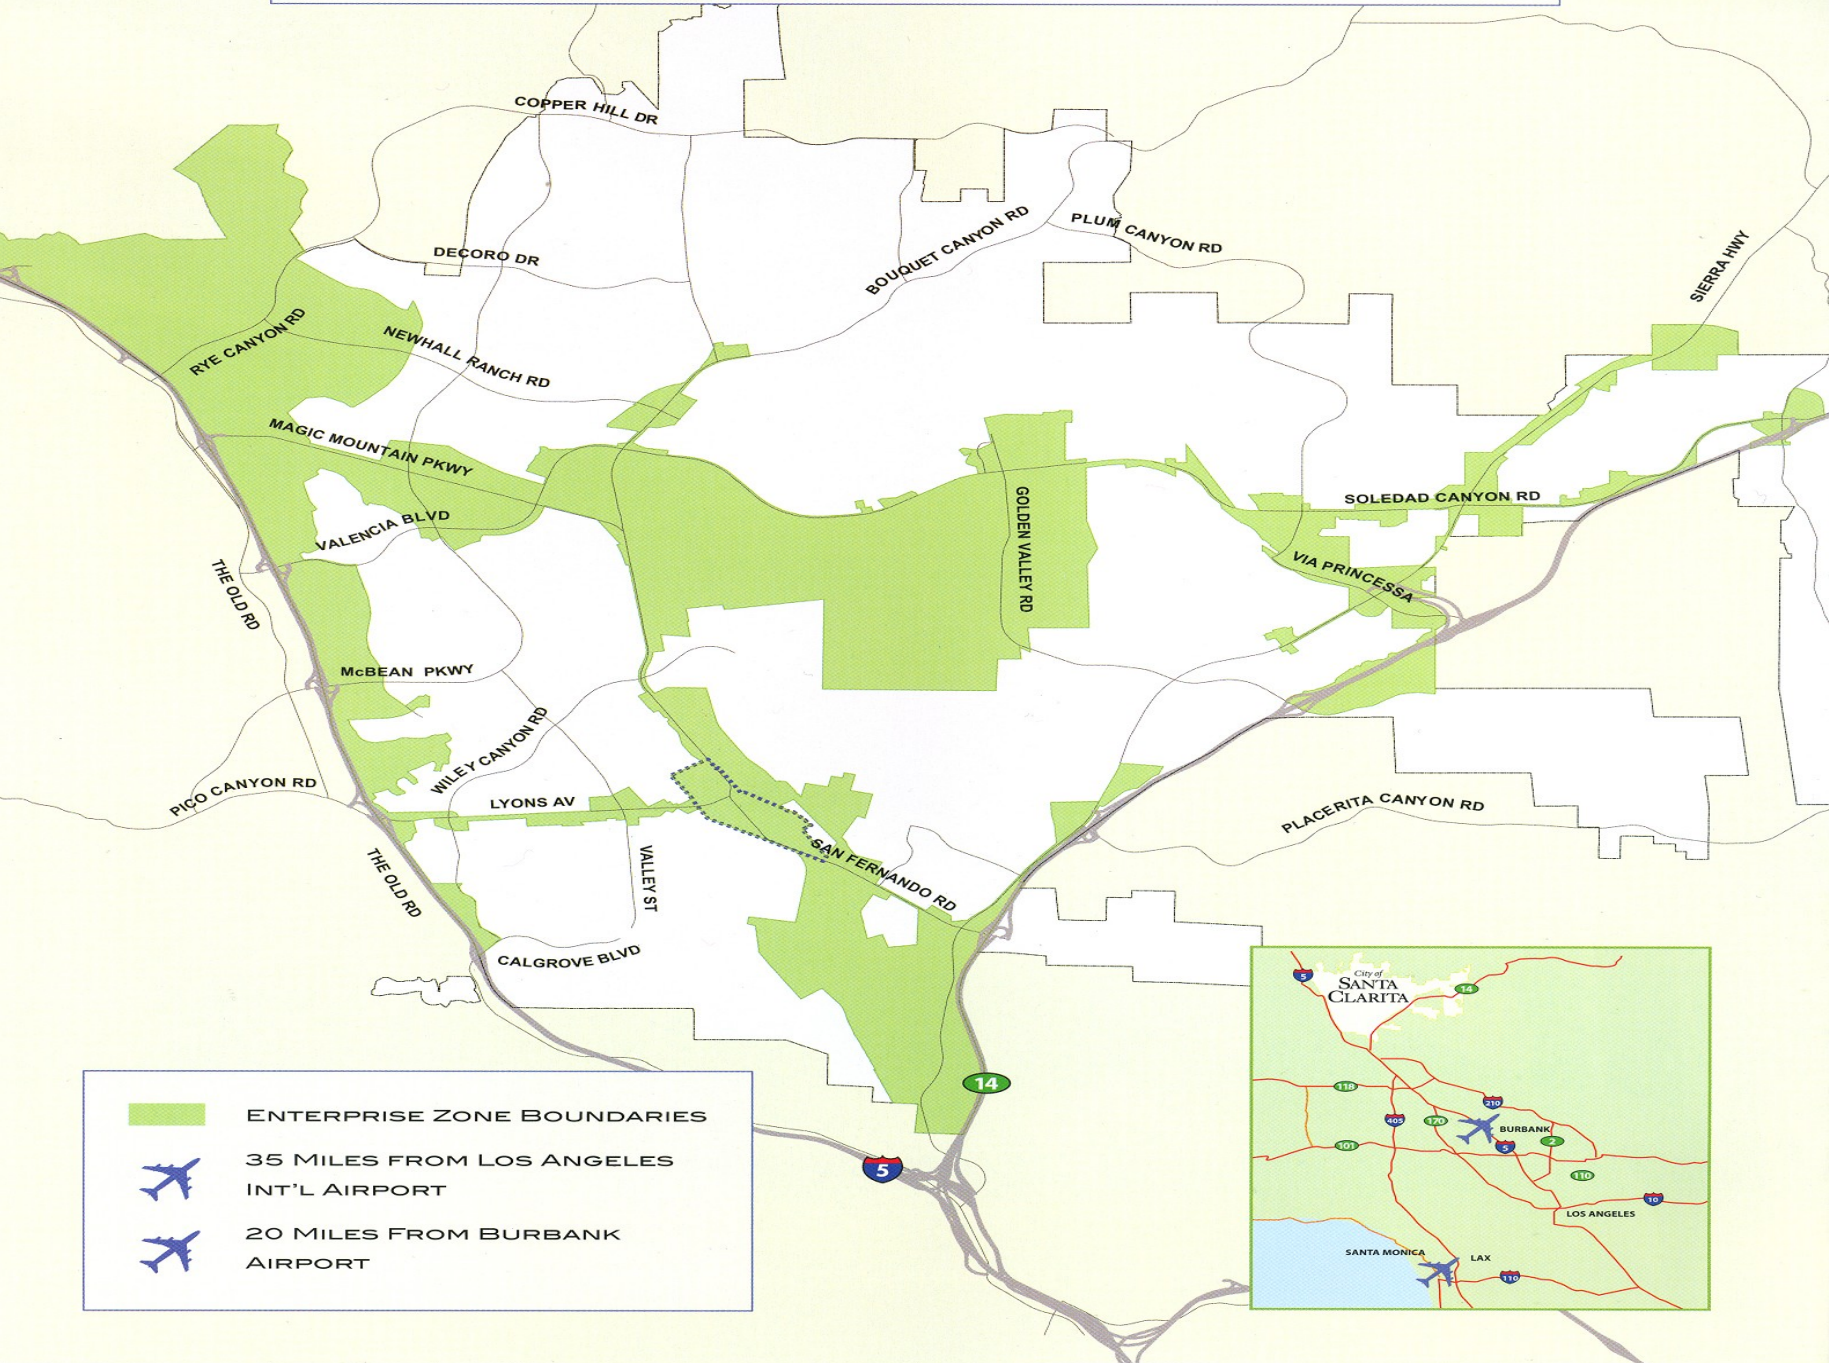 COPPER HILL DR
DECORO DR
BOUQUET CANYON RD
PLUM CANYON RD
SIERRA HWY
RYE CANYON RD
NEWHALL RANCH RD
MAGIC MOUNTAIN PKWY
VALENCIA BLVD
GOLDEN VALLEY RD
SOLEDAD CANYON RD
VIA PRINCESSA
THE OLD RD
McBEAN PKWY
WILEY CANYON RD
PICO CANYON RD
LYONS AV
PLACERITA CANYON RD
SAN FERNANDO RD
THE OLD RD
VALLEY ST
CALGROVE BLVD
14
5
ENTERPRISE ZONE BOUNDARIES
35 MILES FROM LOS ANGELES
INT'L AIRPORT
20 MILES FROM BURBANK
AIRPORT
5
City of
SANTA
CLARITA
14
118
210
405
170
BURBANK
2
101
5
110
10
LOS ANGELES
SANTA MONICA
LAX
110